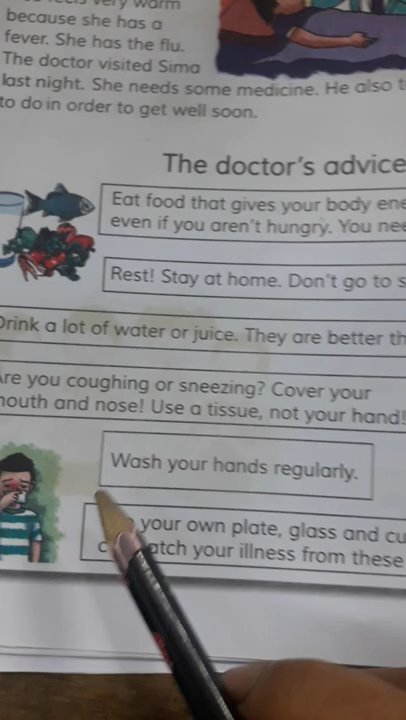 very warm
because she has a
fever. She has the flu.
The doctor visited Sima
last night. She needs some medicine. He also
to do in order to get well soon.
The doctor's advice
Eat food that gives your body
even if you aren't hungry. You
Rest! Stay at home. Don't go to
Drink a lot of water or juice. They are better
Are you coughing or sneezing? Cover your
mouth and nose! Use a tissue, not your hand!
Wash your hands regularly.
your own plate, glass and
catch your illness from these